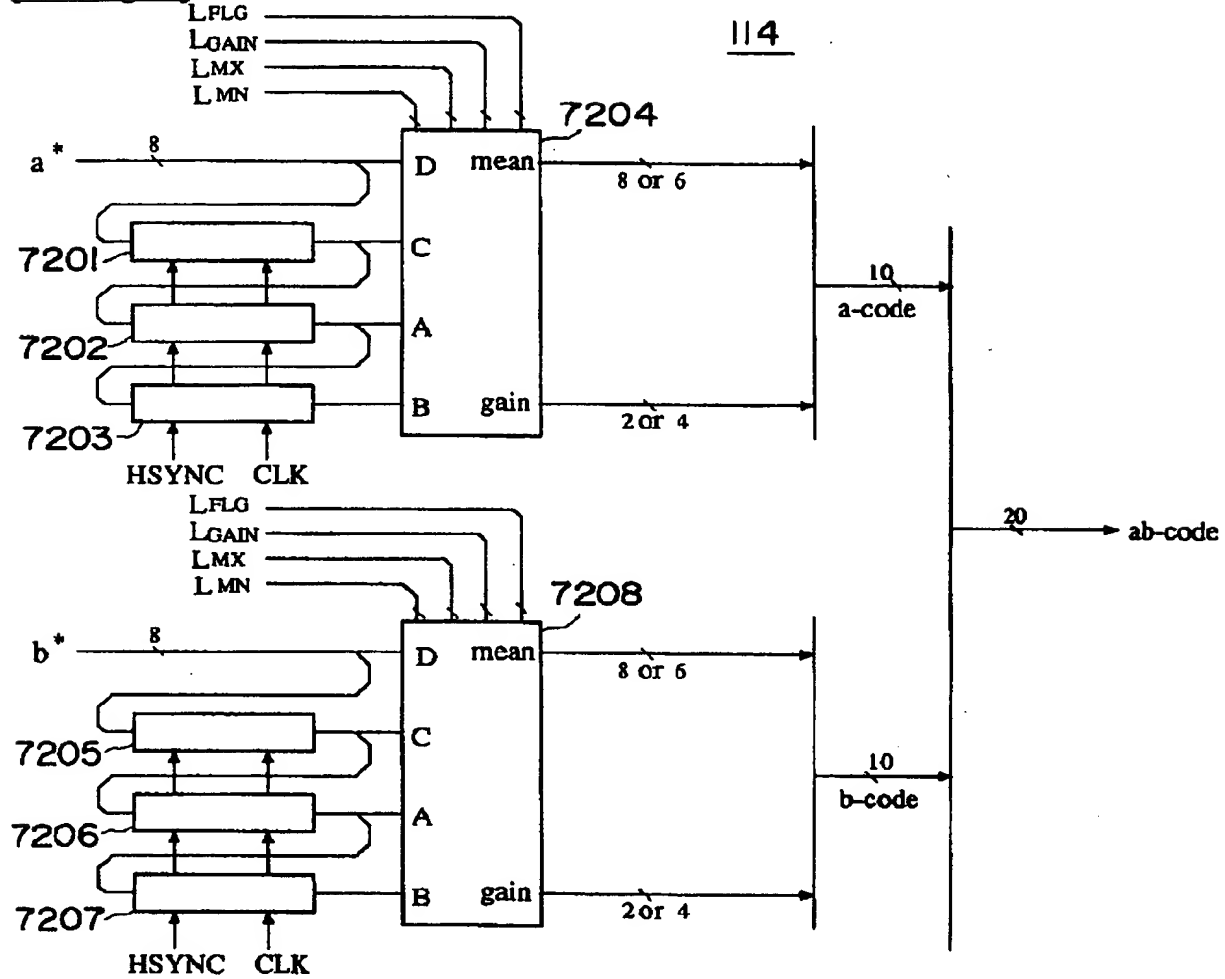 LFLG
LGAIN
LMX
LMN
114
7204
a*
8
D
mean
8 or 6
7201
C
10
a-code
7202
A
7203
B
gain
2 or 4
HSYNC CLK
LFLG
LGAIN
LMX
LMN
20
ab-code
7208
b*
8
D
mean
8 or 6
7205
C
10
b-code
7206
A
7207
B
gain
2 or 4
HSYNC CLK